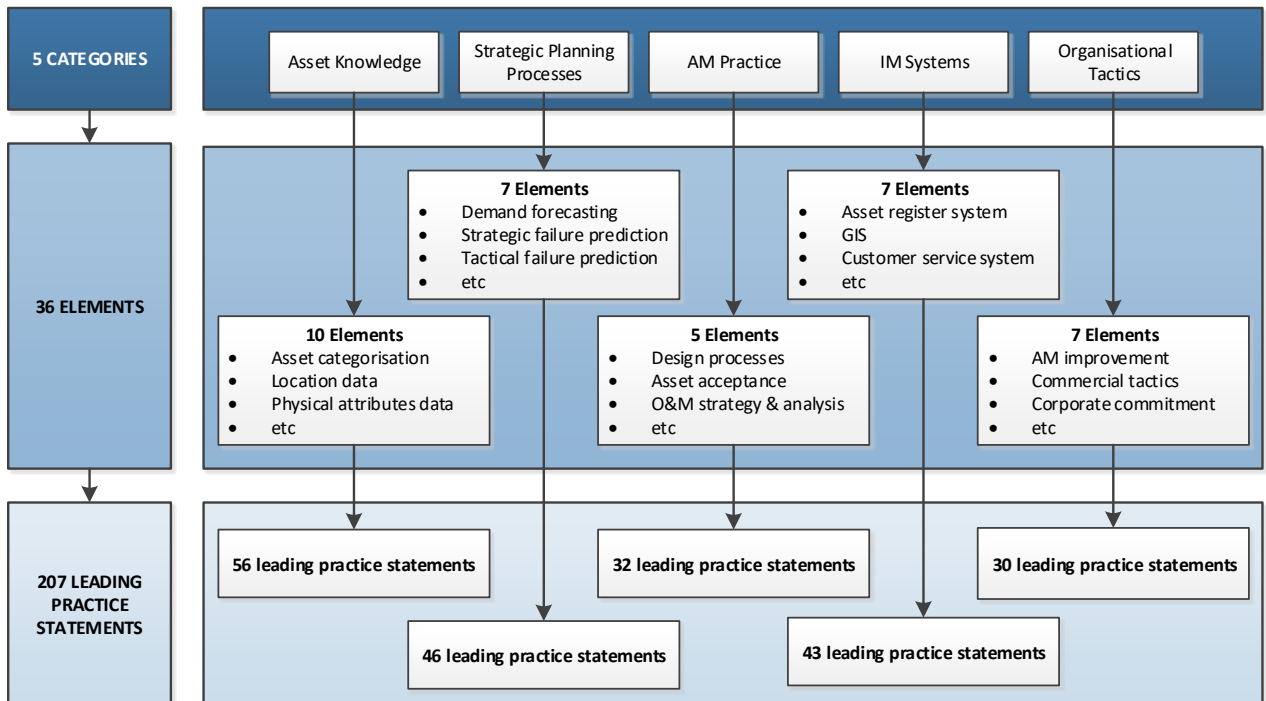 5 CATEGORIES
Asset Knowledge
Strategic Planning
Processes
AM Practice
IM Systems
Organisational
Tactics
36 ELEMENTS
7 Elements
• Demand forecasting
• Strategic failure prediction
• Tactical failure prediction
• etc
7 Elements
• Asset register system
• GIS
• Customer service system
• etc
10 Elements
• Asset categorisation
• Location data
• Physical attributes data
• etc
5 Elements
• Design processes
• Asset acceptance
• O&M strategy & analysis
• etc
7 Elements
• AM improvement
• Commercial tactics
• Corporate commitment
• etc
207 LEADING
PRACTICE
STATEMENTS
56 leading practice statements
32 leading practice statements
30 leading practice statements
46 leading practice statements
43 leading practice statements